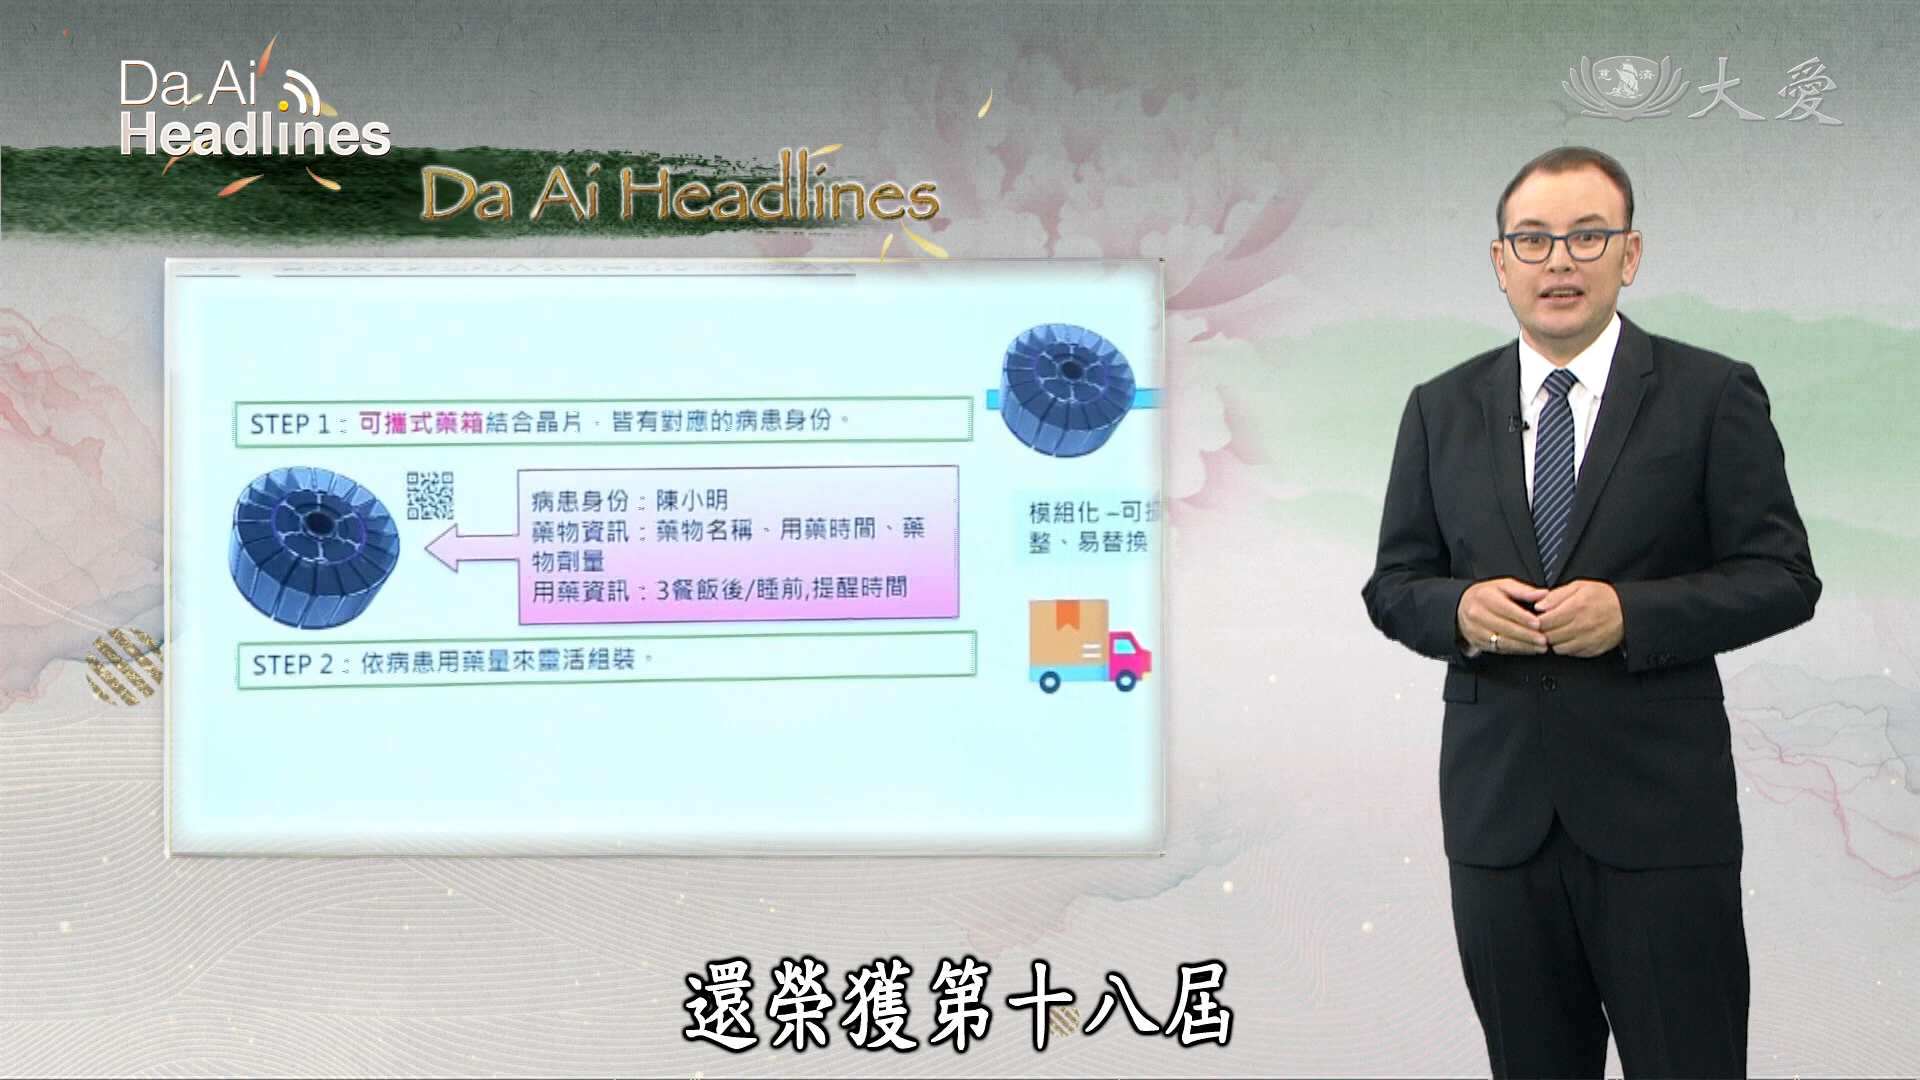 Da Ai
Headlines
慈 濟
大愛
Da Ai Headlines
STEP 1：可攜式藥箱結合晶片，皆有對應的病患身份。
病患身份：陳小明
藥物資訊：藥物名稱、用藥時間、藥
物劑量
用藥資訊：3餐飯後/睡前,提醒時間
STEP 2：依病患用藥量來靈活組裝。
模組化–可
整、易替換
還榮獲第十八屆